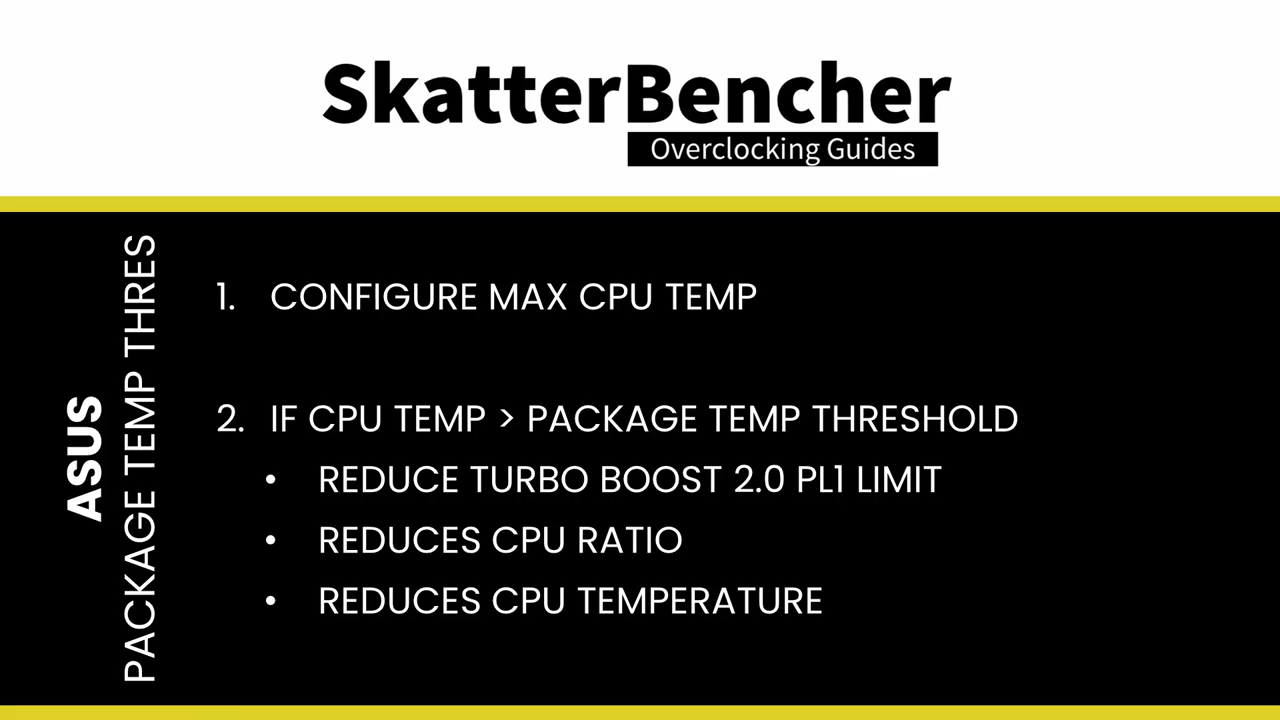 SkatterBencher
Overclocking Guides
ASUS
PACKAGE TEMP THRES
1. CONFIGURE MAX CPU TEMP
2. IF CPU TEMP > PACKAGE TEMP THRESHOLD
• REDUCE TURBO BOOST 2.0 PL1 LIMIT
• REDUCES CPU RATIO
• REDUCES CPU TEMPERATURE